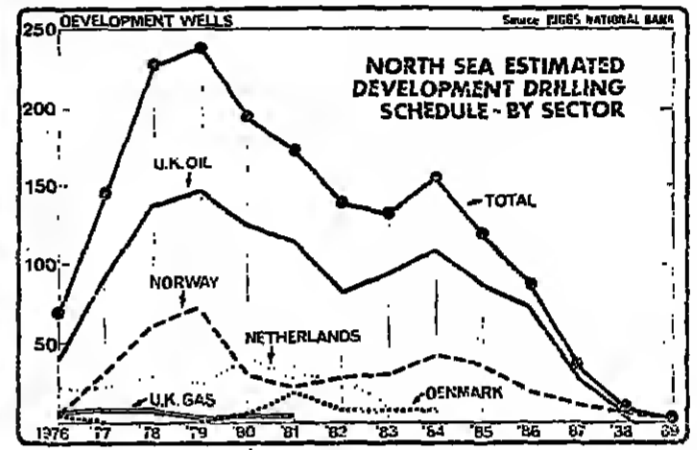 DEVELOPMENT WELLS
Source RIGGS NATIONAL BANK
NORTH SEA ESTIMATED
DEVELOPMENT DRILLING
SCHEDULE - BY SECTOR
250
200
150
100
50
U.K. OIL
TOTAL
NORWAY
NETHERLANDS
U.K. GAS
DENMARK
1976 '77 '78 '79 '80 '81 '82 '83 '84 '85 '86 '87 '88 '89